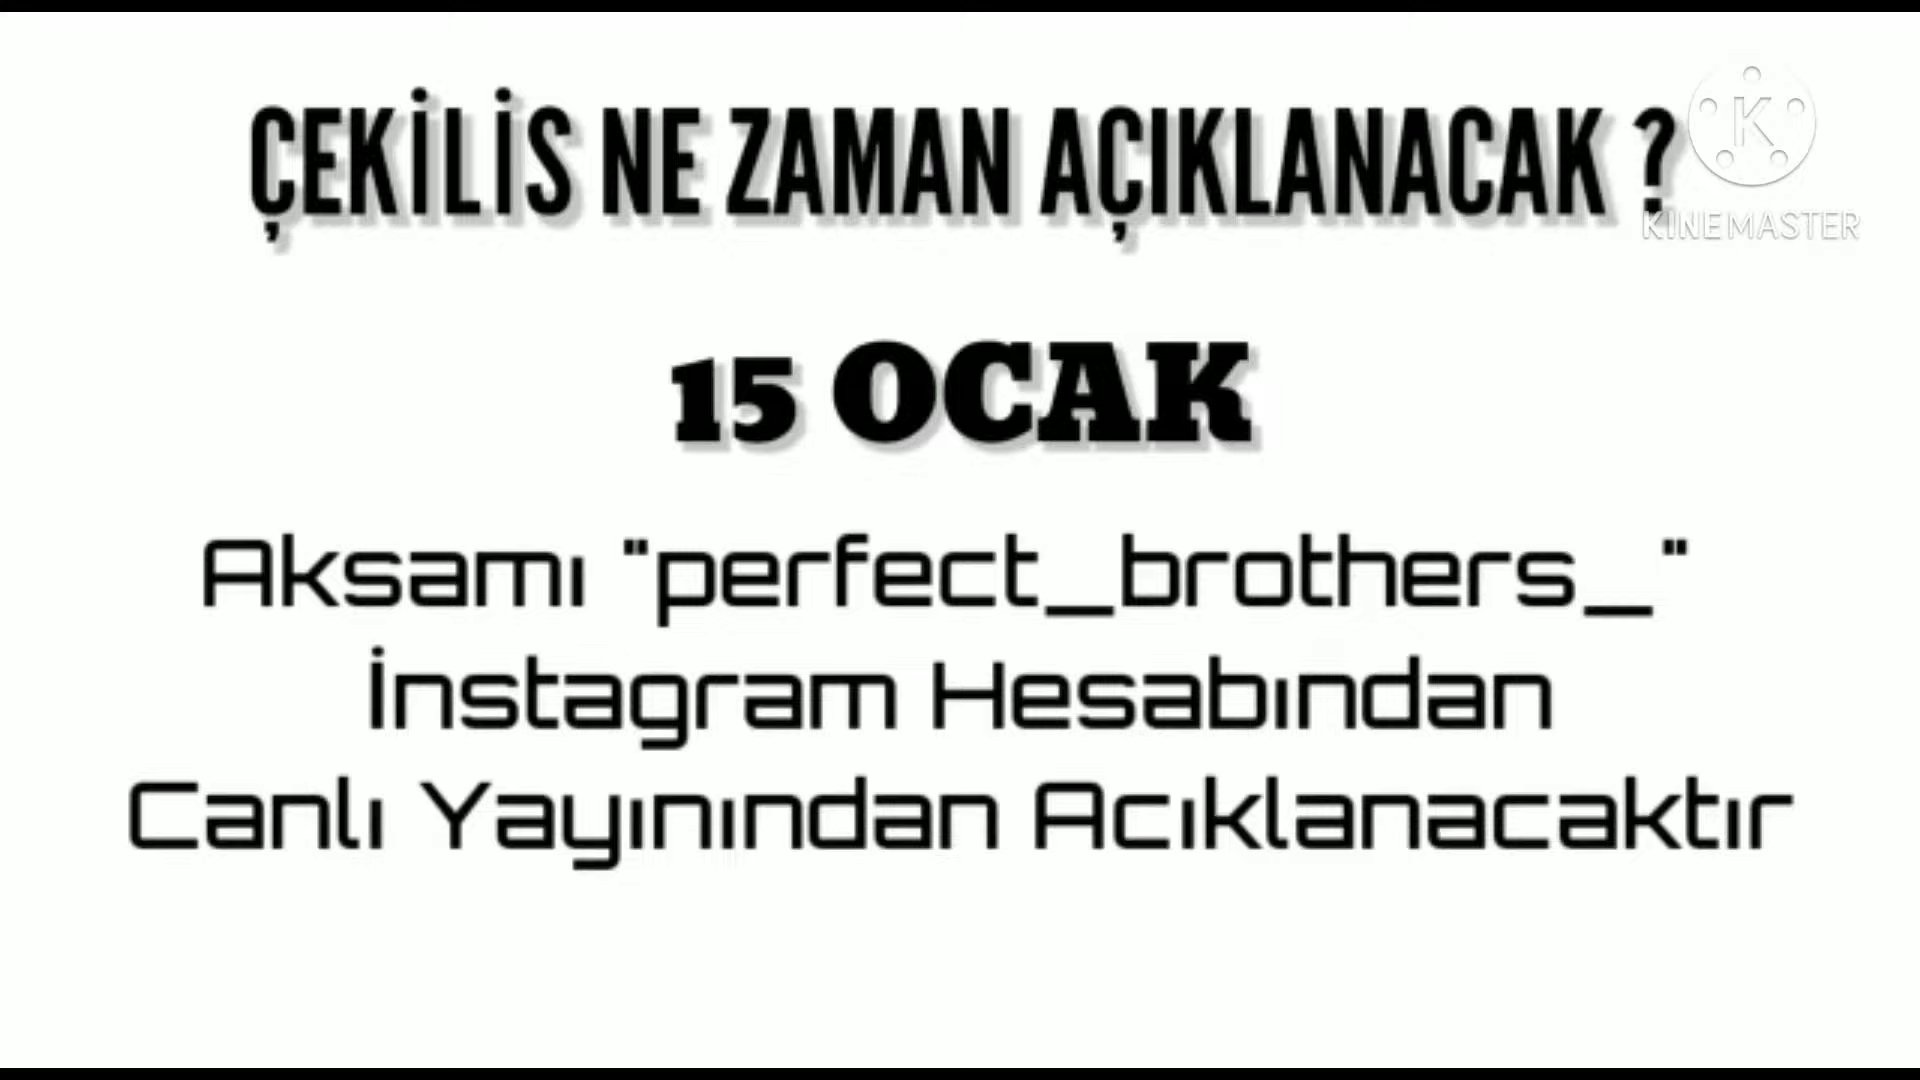 ÇEKİLİS NE ZAMAN AÇIKLANACAK ?
KINEMASTER
15 OCAK
Aksamı "perfect_brothers_"
İnstagram Hesabından
Canlı Yayınından Acıklanacaktır